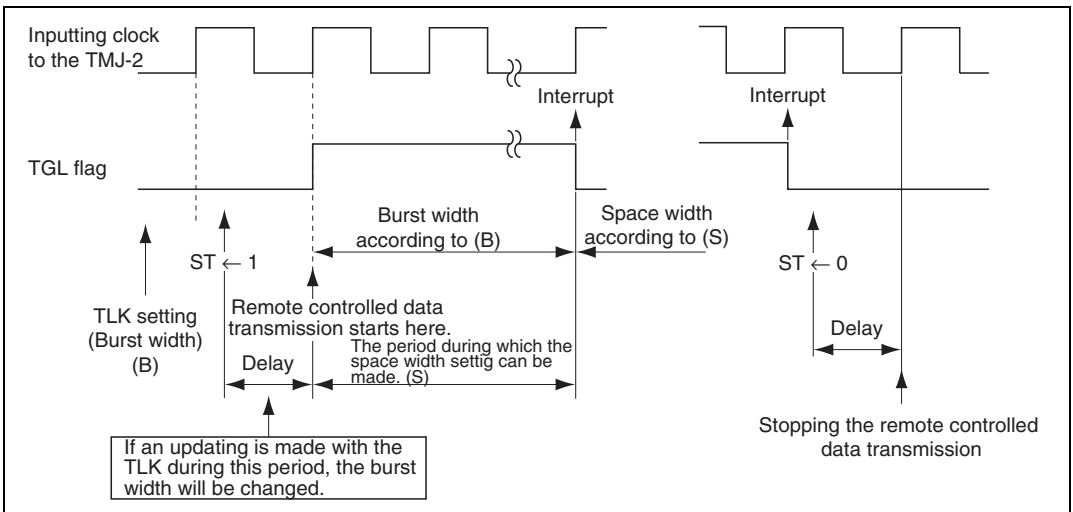 Inputting clock
to the TMJ-2
Interrupt
Interrupt
TGL flag
Burst width
according to (B)
Space width
according to (S)
ST ← 1
ST ← 0
TLK setting
(Burst width)
(B)
Remote controlled data
transmission starts here.
Delay
The period during which the
space width settig can be
made. (S)
Delay
Stopping the remote controlled
data transmission
If an updating is made with the
TLK during this period, the burst
width will be changed.